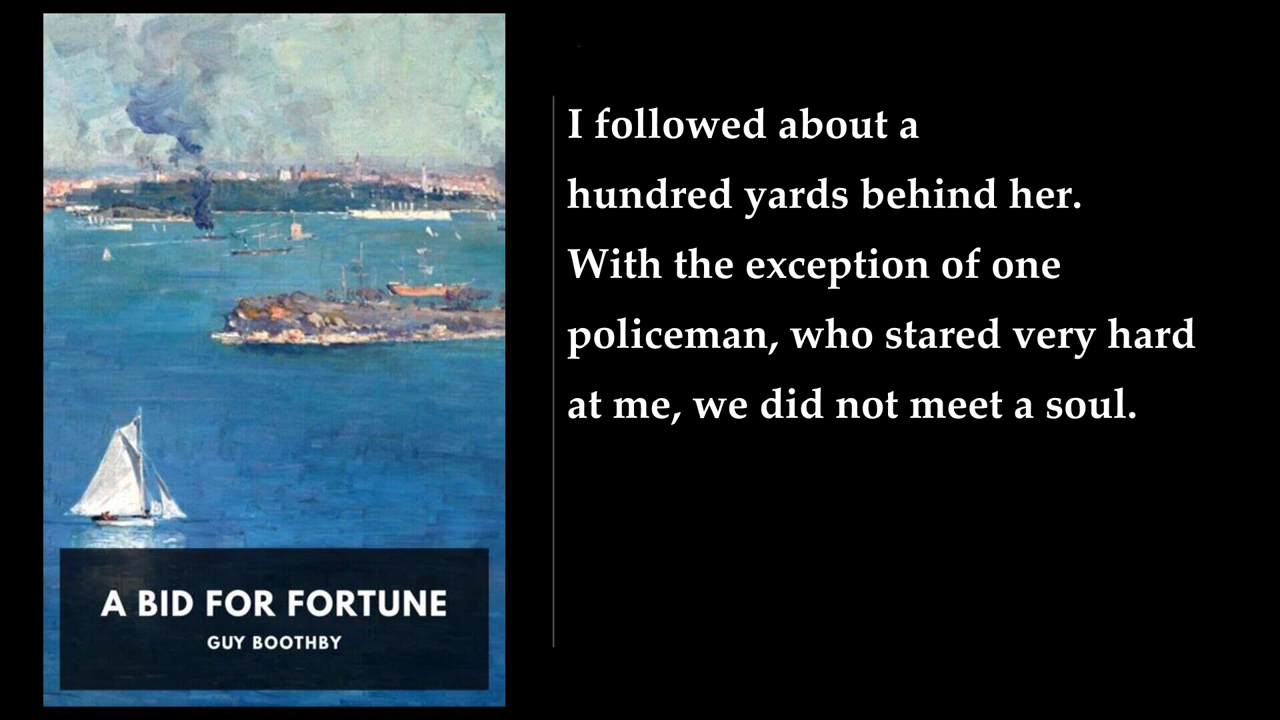 I followed about a
hundred yards behind her.
With the exception of one
policeman, who stared very hard
at me, we did not meet a soul.
A BID FOR FORTUNE
GUY BOOTHBY